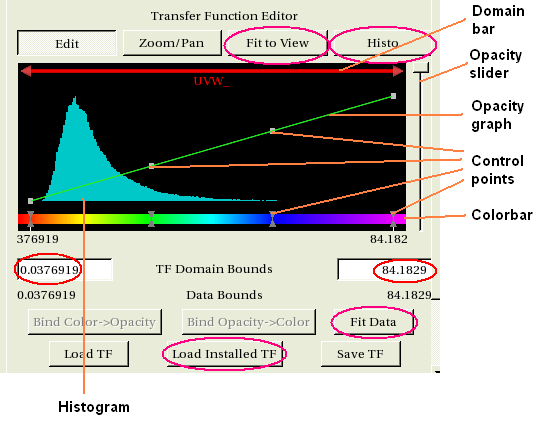 Transfer Function Editor
Domain
bar
Edit
Zoom/Pan
Fit to View
Histo
Opacity
slider
UVW_
Opacity
graph
Control
points
Colorbar
376919
84.182
0.0376919
TF Domain Bounds
84.1829
0.0376919
Data Bounds
84.1829
Bind Color->Opacity
Bind Opacity->Color
Fit Data
Load TF
Load Installed TF
Save TF
Histogram